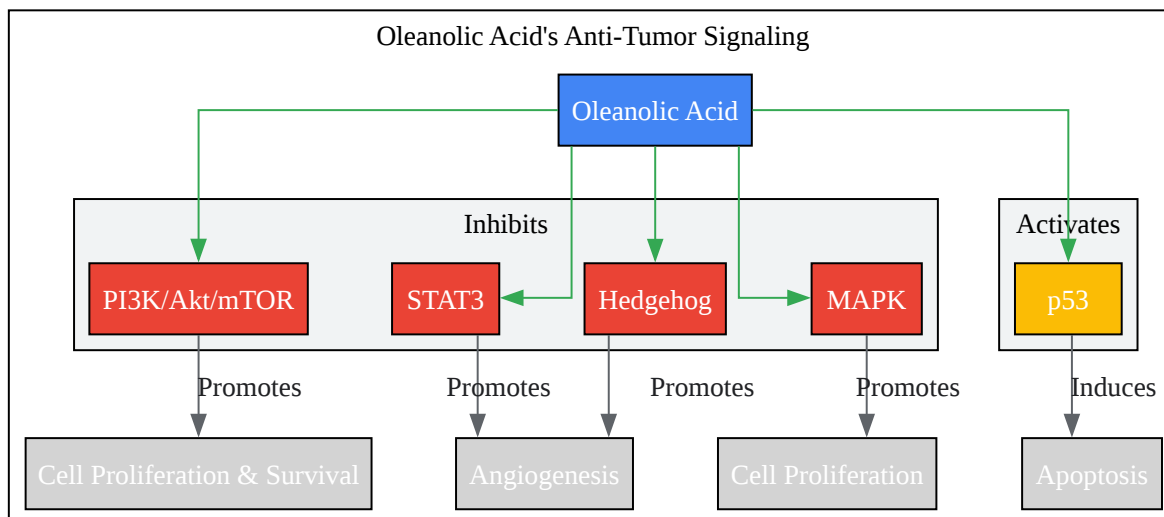 Oleanolic Acid's Anti-Tumor Signaling
Oleanolic Acid
Inhibits
Activates
PI3K/Akt/mTOR
STAT3
Hedgehog
MAPK
p53
Promotes
Promotes
Promotes
Promotes
Induces
Cell Proliferation & Survival
Angiogenesis
Cell Proliferation
Apoptosis